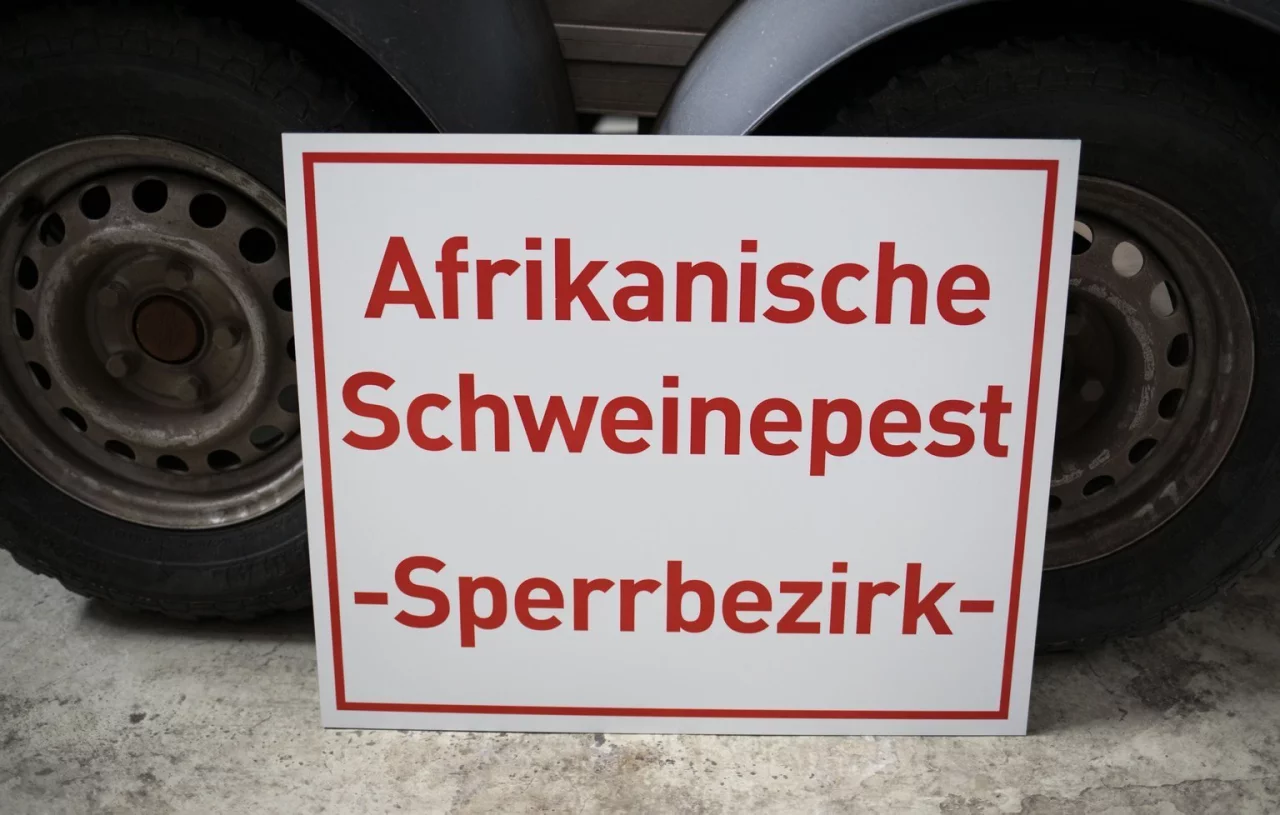 Afrikanische
Schweinepest
-Sperrbezirk-